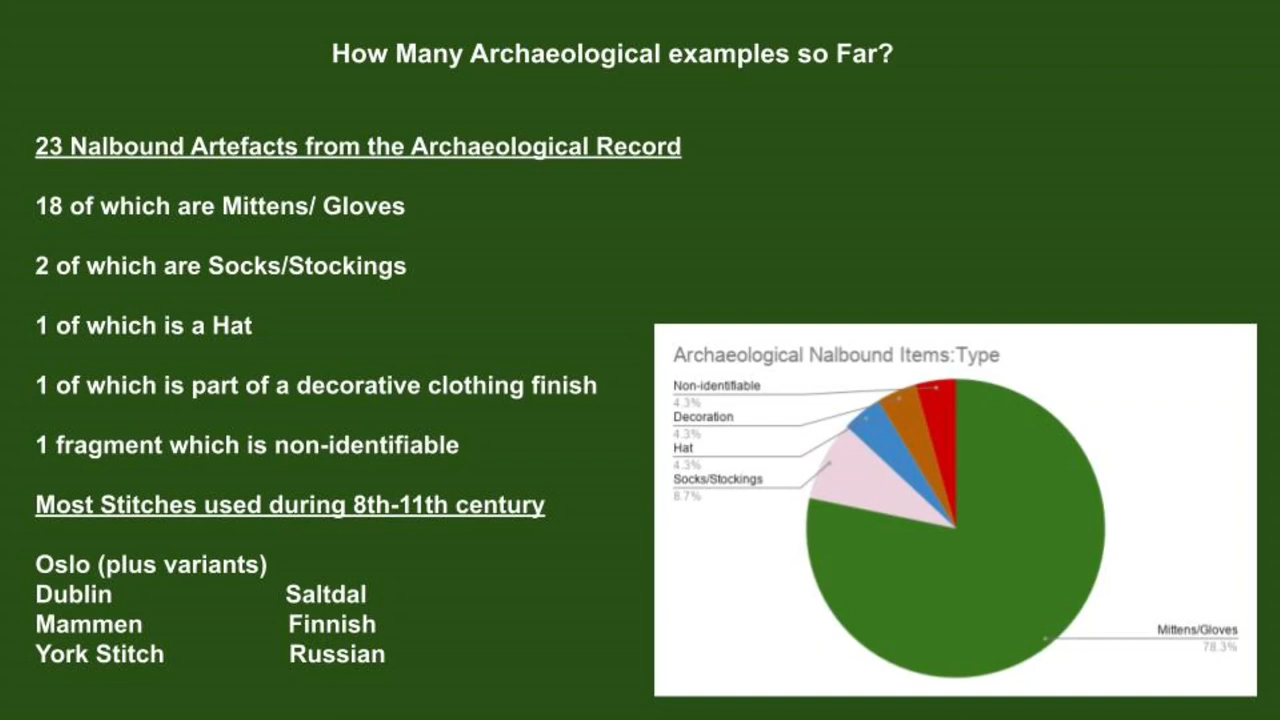 How Many Archaeological examples so Far?
23 Nalbound Artefacts from the Archaeological Record
18 of which are Mittens/ Gloves
2 of which are Socks/Stockings
1 of which is a Hat
1 of which is part of a decorative clothing finish
1 fragment which is non-identifiable
Most Stitches used during 8th-11th century
Oslo (plus variants)
Dublin Saltdal
Mammen Finnish
York Stitch Russian
Archaeological Nalbound Items:Type
Non-identifiable
4.3%
Decoration
4.3%
Hat
4.3%
Socks/Stockings
8.7%
Mittens/Gloves
78.3%